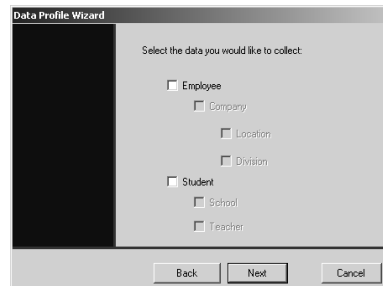 Data Profile Wizard
Select the data you would like to collect:
Employee
Company
Location
Division
Student
School
Teacher
Back Next Cancel